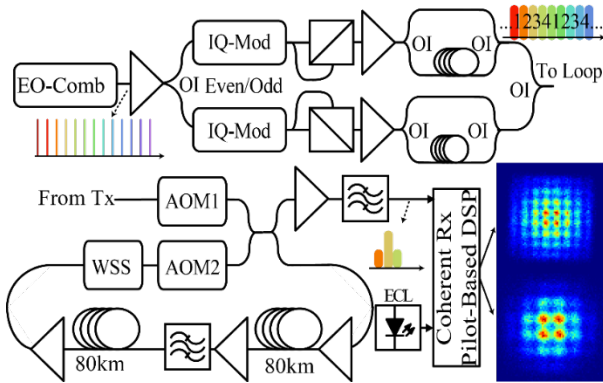 ...12341234...
IQ-Mod
EO-Comb
OI Even/Odd
IQ-Mod
OI
OI
OI
OI
OI
To Loop
From Tx
AOM1
WSS
AOM2
ECL
80km
80km
Coherent Rx
Pilot-Based DSP